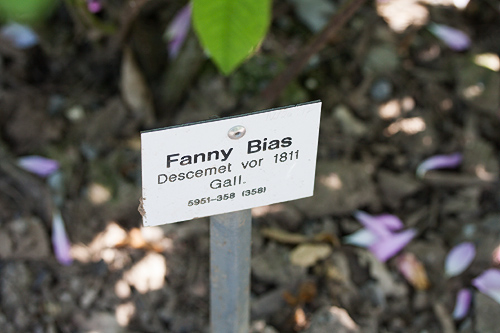 Fanny Bias
Descemet vor 1811
Gall.
5951-358 (358)